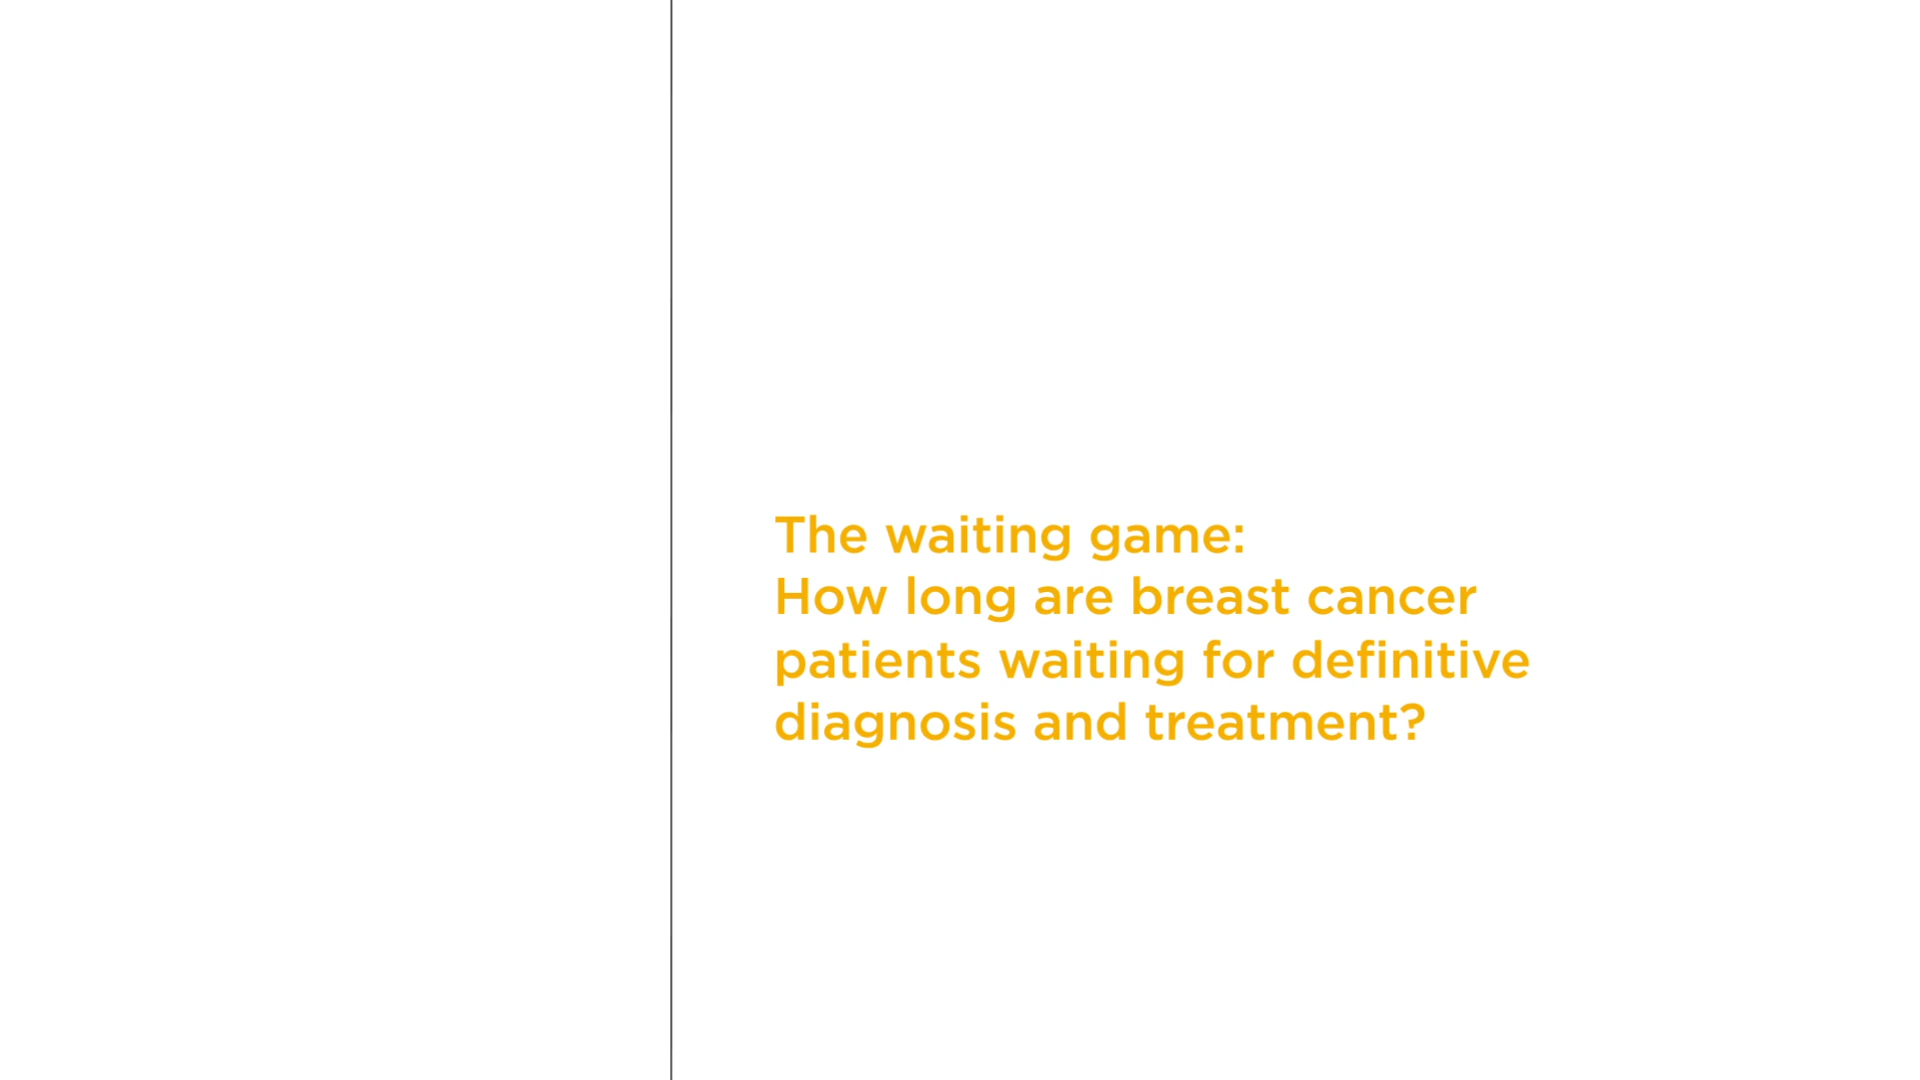 The waiting game:
How long are breast cancer
patients waiting for definitive
diagnosis and treatment?